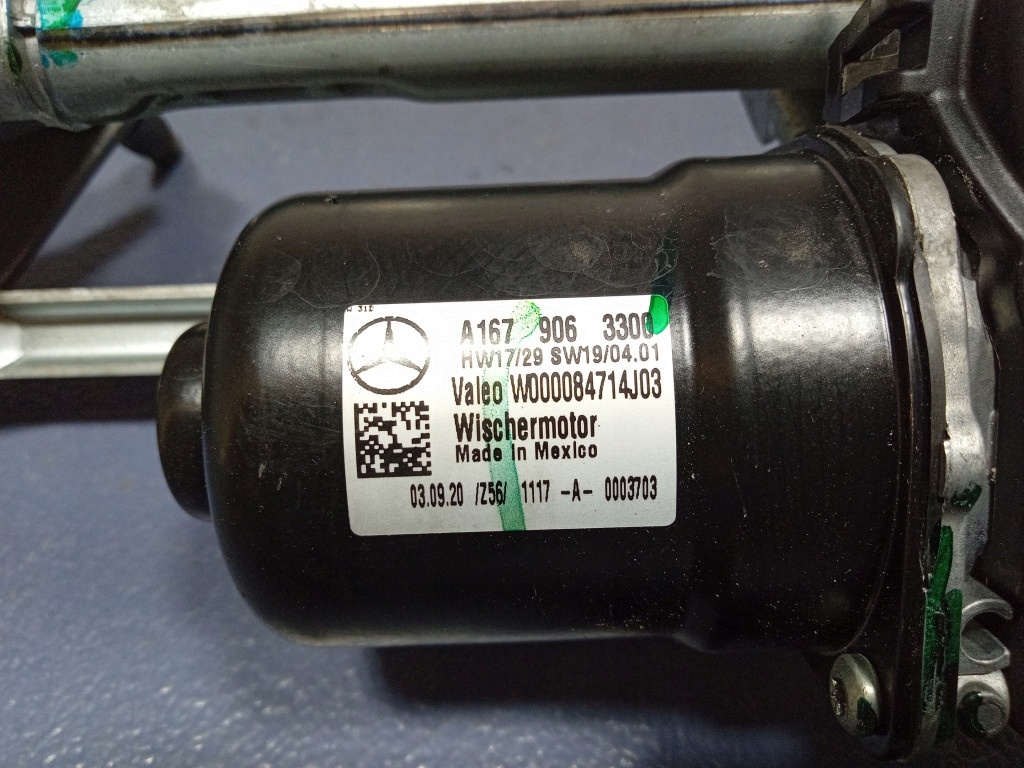 A167 906 3300
HW17/29 SW19/04.01
Valeo W000084714J03
Wischermotor
Made in Mexico
03.09.20 /Z56/ 1117 -A- 0003703